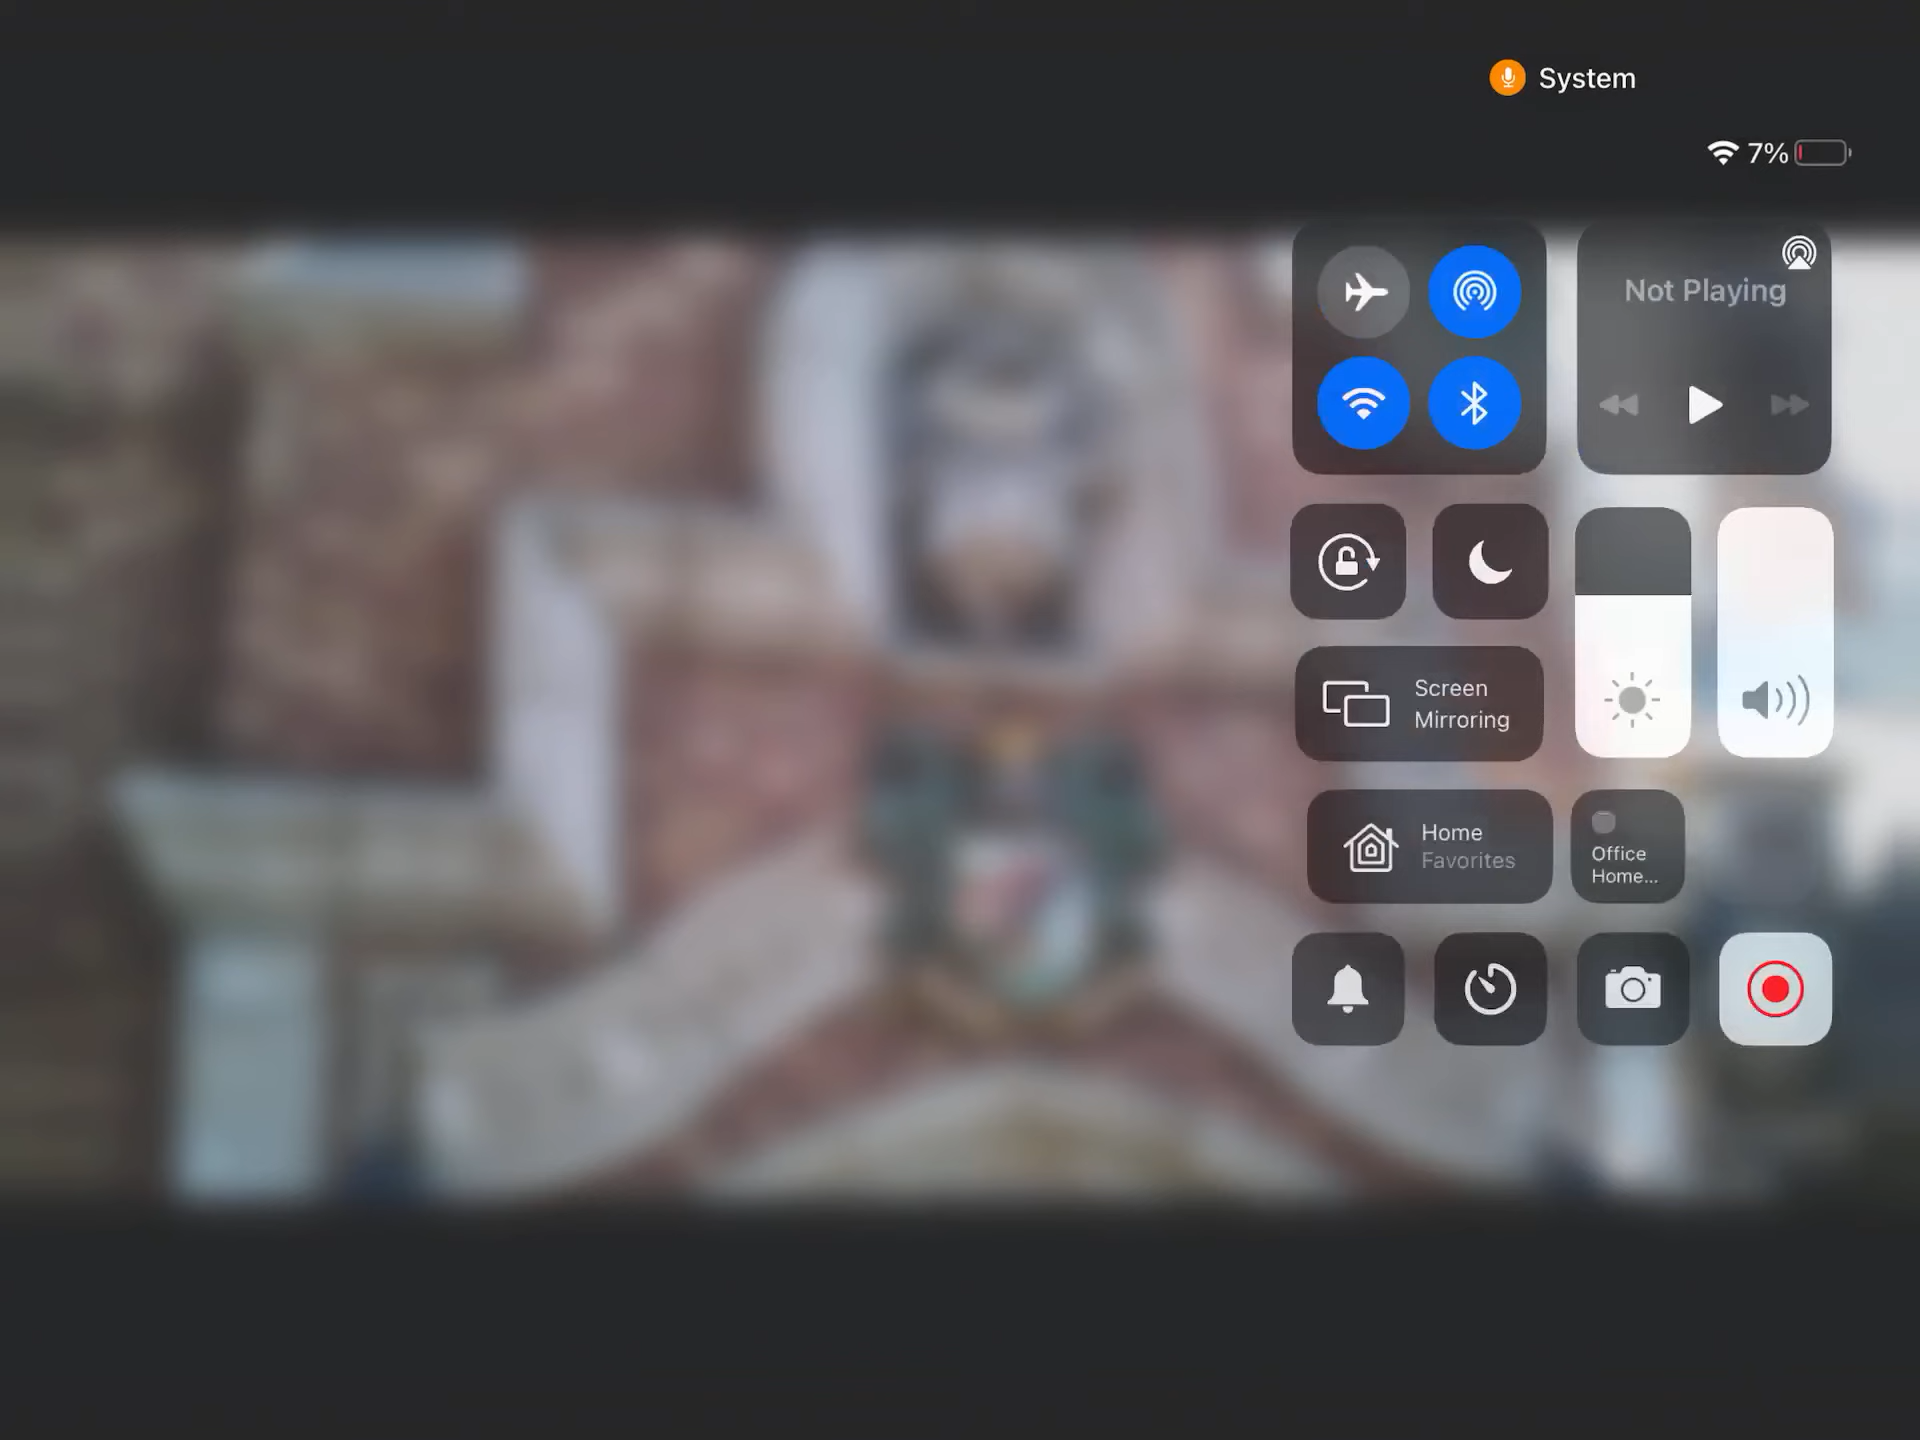 System
7%
Not Playing
Screen
Mirroring
Home
Favorites
Office
Home...